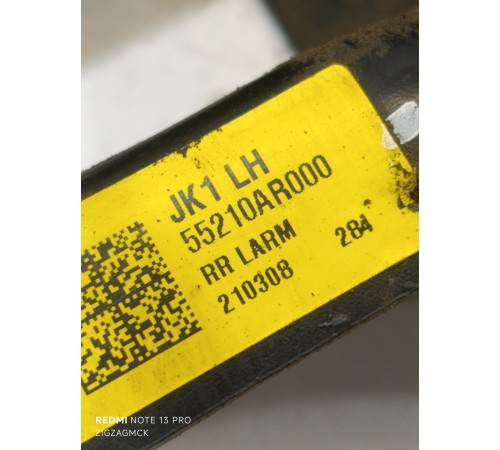 JK1 LH
55210AR000
RR LARM
210308 284
REDMI NOTE 13 PRO
ZIGZAGMCK